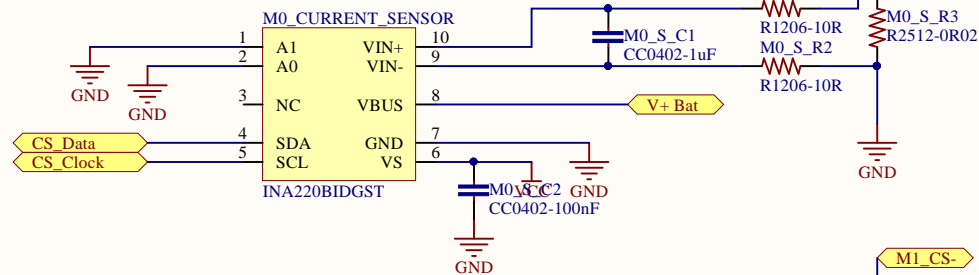 M0_CURRENT_SENSOR
1 A1 VIN+ 10
2 A0 VIN- 9
3 NC VBUS 8
4 SDA GND 7
5 SCL VS 6
INA220BIDGST
GND
GND
CS_Data
CS_Clock
M0_S_C1
CC0402-1uF
R1206-10R
M0_S_R2
R1206-10R
M0_S_R3
R2512-0R02
V+ Bat
GND
VCC
GND
M0_S_C2
CC0402-100nF
GND
M1_CS-